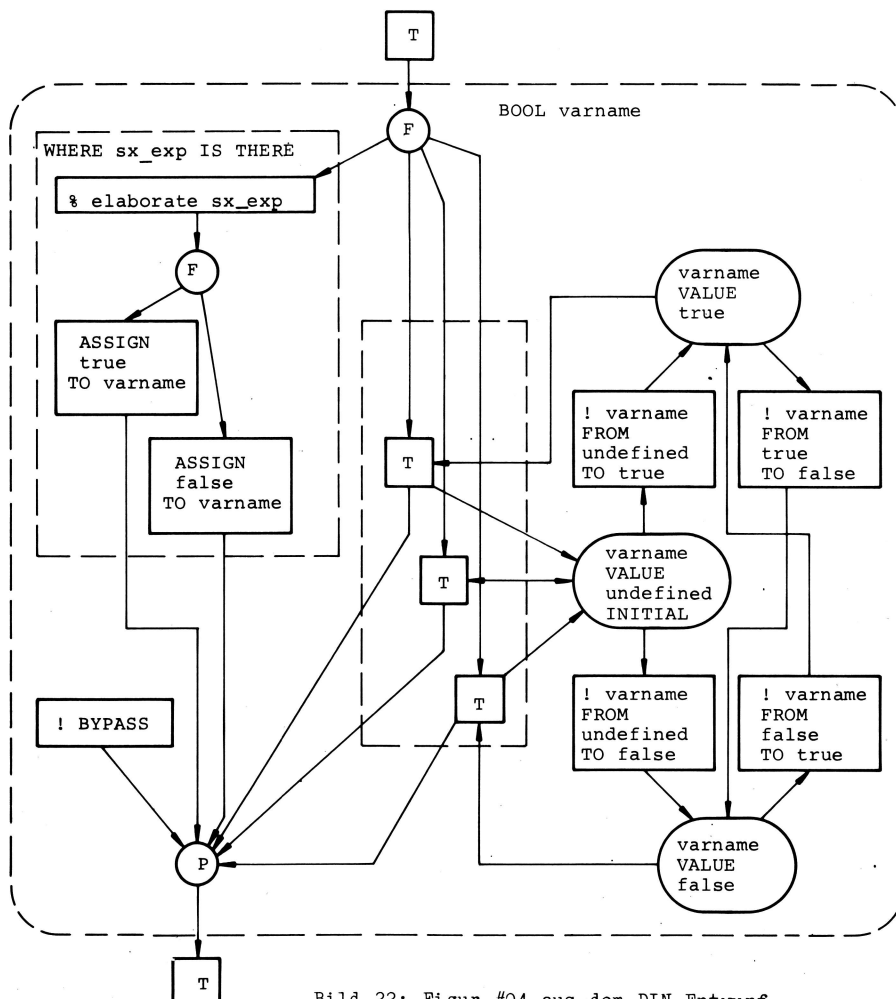 T
BOOL varname
F
WHERE sx_exp IS THERE
% elaborate sx_exp
F
ASSIGN
true
TO varname
ASSIGN
false
TO varname
varname
VALUE
true
! varname
FROM
undefined
TO true
! varname
FROM
true
TO false
T
T
T
varname
VALUE
undefined
INITIAL
! varname
FROM
undefined
TO false
! varname
FROM
false
TO true
! BYPASS
P
varname
VALUE
false
T
Bild 22: Figur #04 aus dem DIN Entwurf